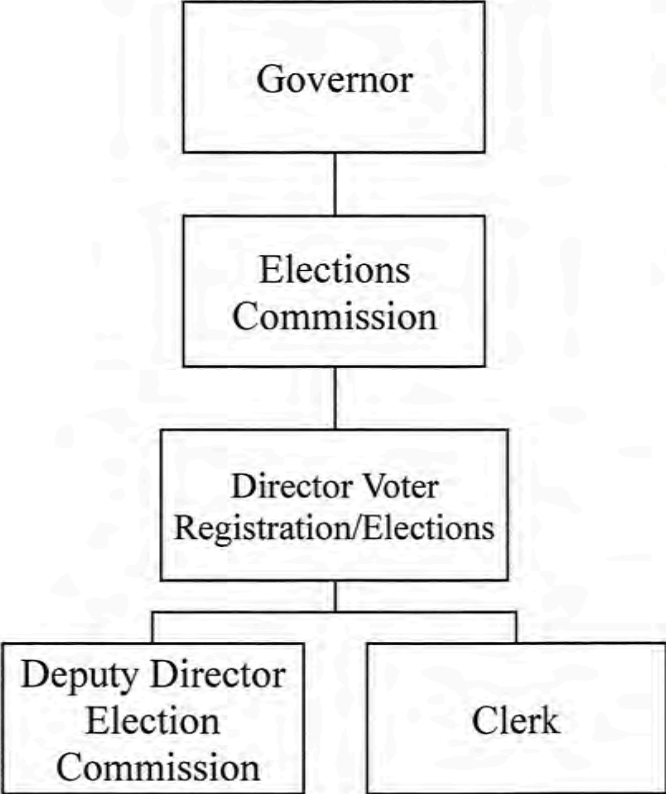 Governor
Elections
Commission
Director Voter
Registration/Elections
Deputy Director
Election
Commission
Clerk